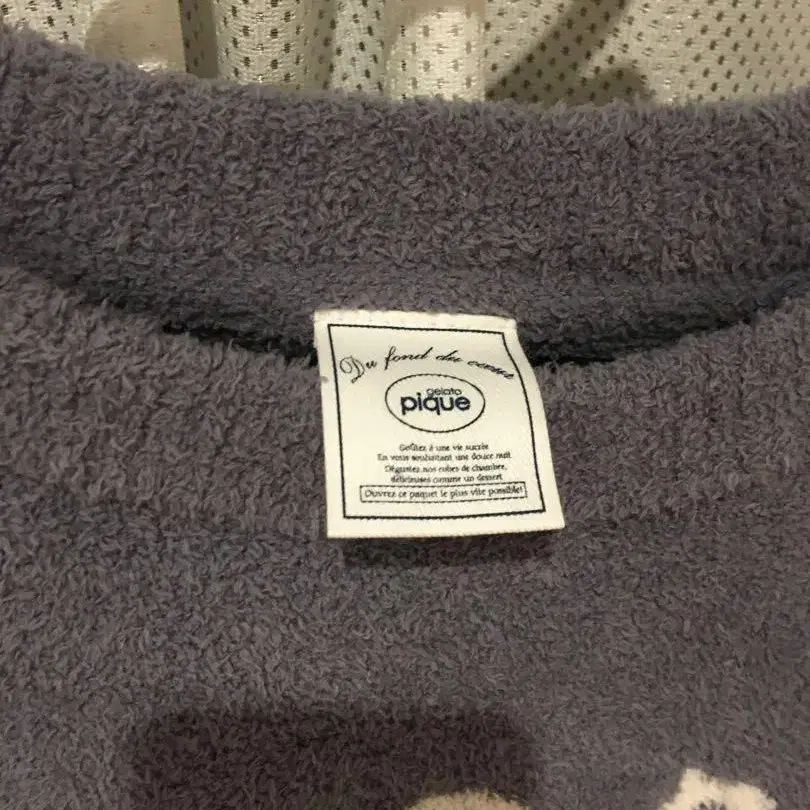 Du fond du coeur
gelato
pique
Goûtez à une vie sucrée
En vous souhaitant une douce nuit
Dégustez nos robes de chambre,
délicieuses comme un dessert
Ouvrez ce paquet le plus vite possible!